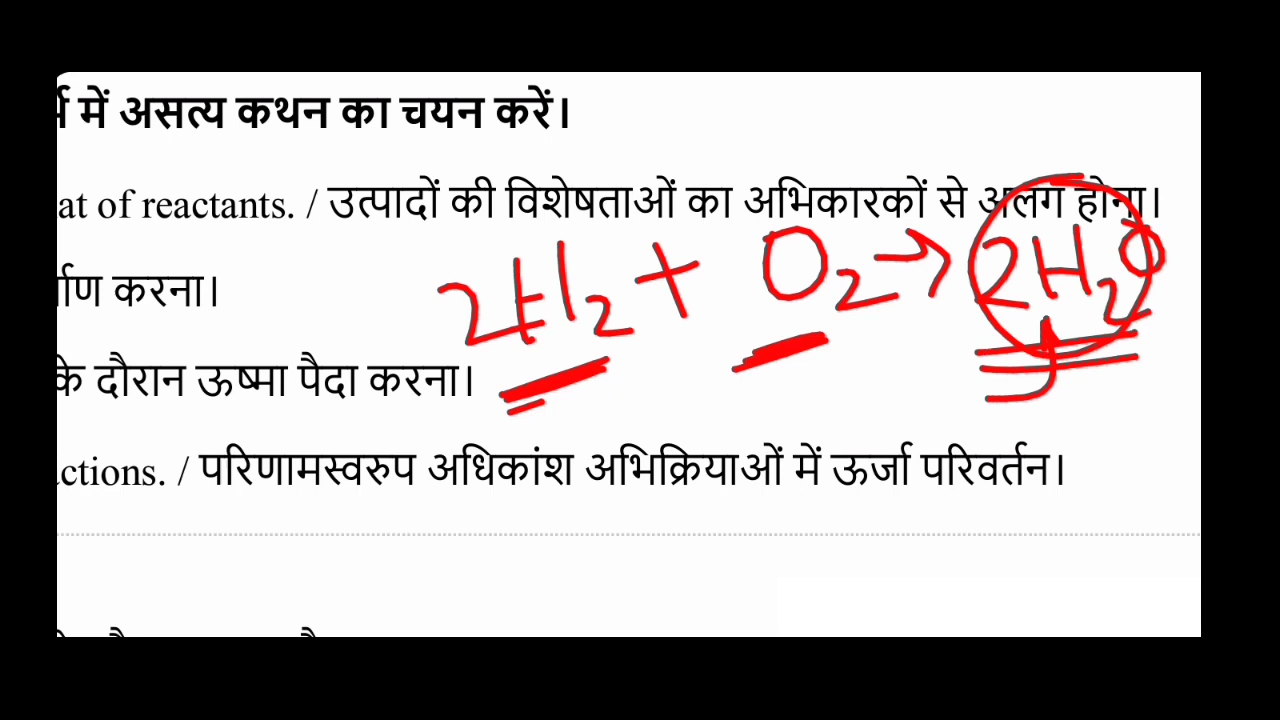 में असत्य कथन का चयन करें।
at of reactants. / उत्पादों की विशेषताओं का अभिकारकों से अलग होना।
2H₂ + O₂ → 2H₂O
करना।
के दौरान ऊष्मा पैदा करना।
ctions. / परिणामस्वरुप अधिकांश अभिक्रियाओं में ऊर्जा परिवर्तन।